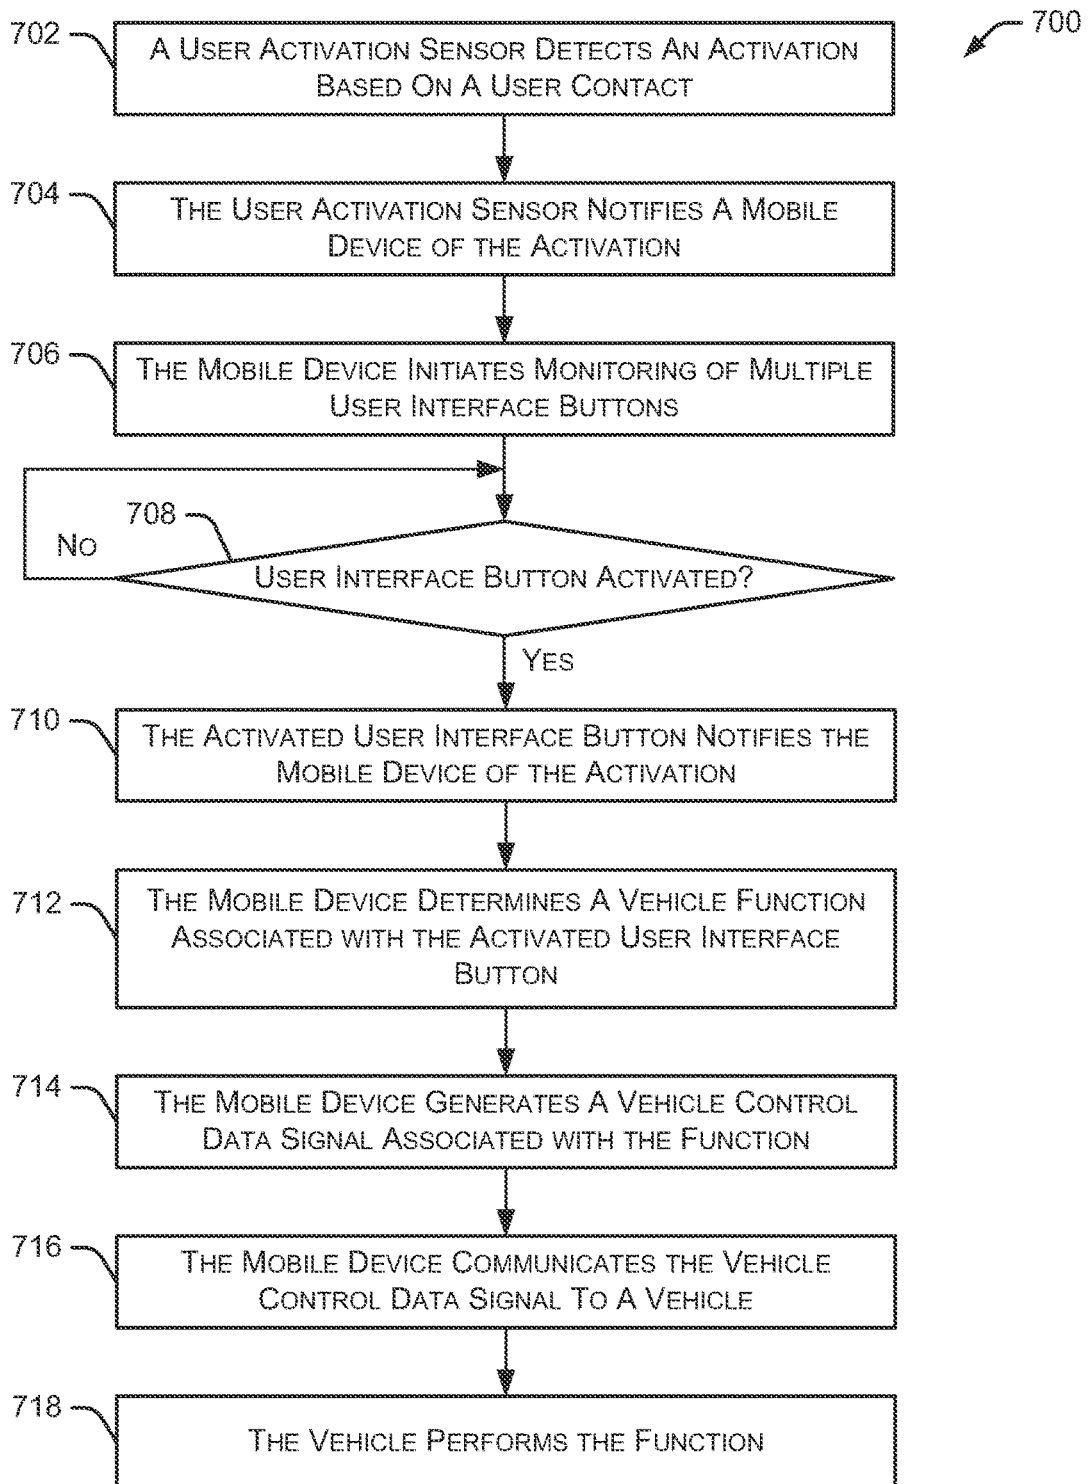 700
702
A USER ACTIVATION SENSOR DETECTS AN ACTIVATION
BASED ON A USER CONTACT
704
THE USER ACTIVATION SENSOR NOTIFIES A MOBILE
DEVICE OF THE ACTIVATION
706
THE MOBILE DEVICE INITIATES MONITORING OF MULTIPLE
USER INTERFACE BUTTONS
708
NO
USER INTERFACE BUTTON ACTIVATED?
YES
710
THE ACTIVATED USER INTERFACE BUTTON NOTIFIES THE
MOBILE DEVICE OF THE ACTIVATION
712
THE MOBILE DEVICE DETERMINES A VEHICLE FUNCTION
ASSOCIATED WITH THE ACTIVATED USER INTERFACE
BUTTON
714
THE MOBILE DEVICE GENERATES A VEHICLE CONTROL
DATA SIGNAL ASSOCIATED WITH THE FUNCTION
716
THE MOBILE DEVICE COMMUNICATES THE VEHICLE
CONTROL DATA SIGNAL TO A VEHICLE
718
THE VEHICLE PERFORMS THE FUNCTION